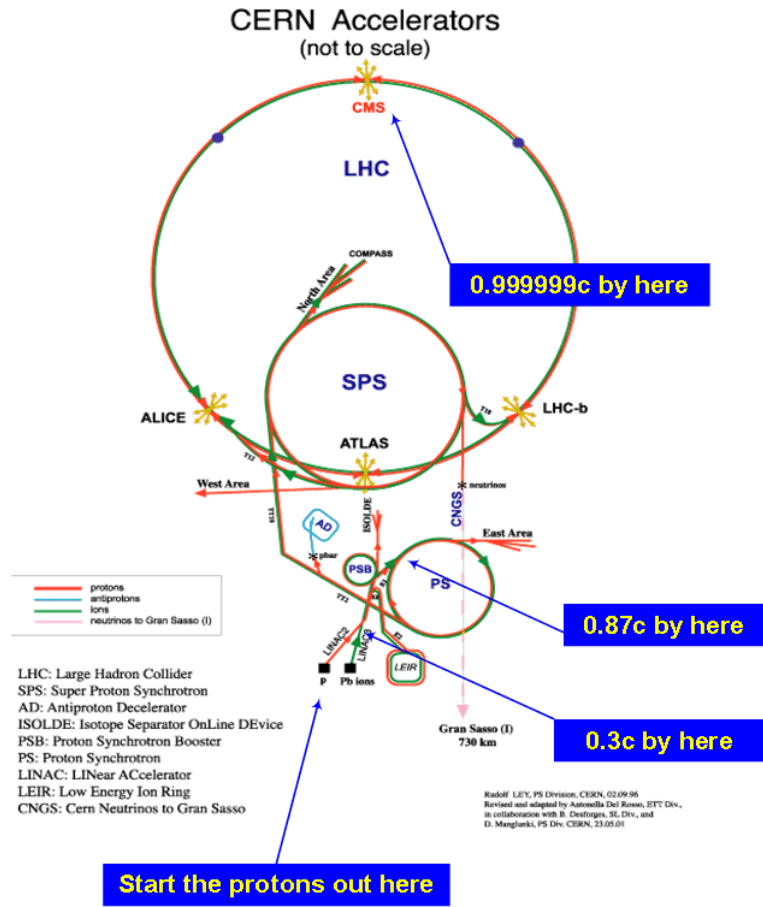 CERN Accelerators
(not to scale)
CMS
LHC
COMPASS
North Area
0.999999c by here
SPS
ALICE
TI8
LHC-b
ATLAS
TI2
West Area
neutrinos
CNGS
ISOLDE
TT10
AD
East Area
pbar
PSB
PS
protons
antiprotons
ions
neutrinos to Gran Sasso (I)
TT2
E2
0.87c by here
LINAC2
LINAC3
LEIR
p
Pb ions
LHC: Large Hadron Collider
SPS: Super Proton Synchrotron
AD: Antiproton Decelerator
ISOLDE: Isotope Separator OnLine DEvice
PSB: Proton Synchrotron Booster
PS: Proton Synchrotron
LINAC: LINear ACcelerator
LEIR: Low Energy Ion Ring
CNGS: Cern Neutrinos to Gran Sasso
Gran Sasso (I)
730 km
0.3c by here
Rudolf LEY, PS Division, CERN, 02.09.96
Revised and adapted by Antonella Del Rosso, ETT Div.,
in collaboration with B. Desforges, SL Div., and
D. Manglunki, PS Div. CERN, 23.05.01
Start the protons out here